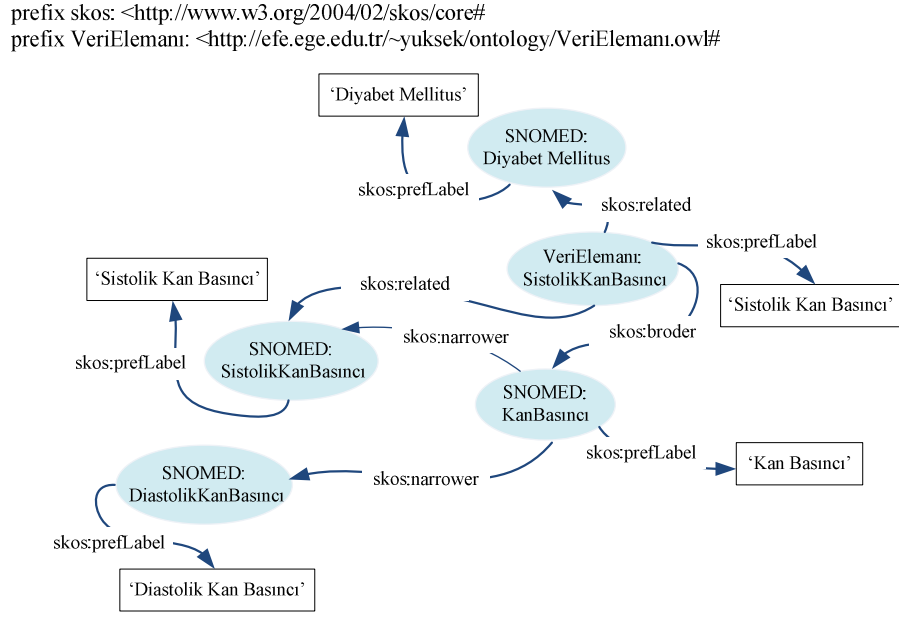 prefix skos: <http://www.w3.org/2004/02/skos/core#
prefix VeriElemanı: <http://efe.ege.edu.tr/~yuksek/ontology/VeriElemanı.owl#
‘Diyabet Mellitus’
SNOMED:
Diyabet Mellitus
skos:prefLabel
skos:related
VeriElemanı:
SistolikKanBasıncı
skos:prefLabel
‘Sistolik Kan Basıncı’
‘Sistolik Kan Basıncı’
skos:related
skos:narrower
skos:broder
SNOMED:
SistolikKanBasıncı
skos:prefLabel
SNOMED:
KanBasıncı
skos:prefLabel
‘Kan Basıncı’
SNOMED:
DiastolikKanBasıncı
skos:narrower
skos:prefLabel
‘Diastolik Kan Basıncı’